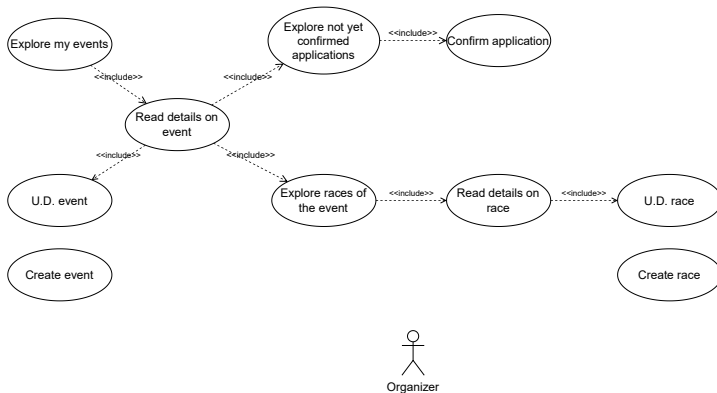 Explore my events
Explore not yet
confirmed
applications
<<include>>
Confirm application
<<include>>
<<include>>
Read details on
event
<<include>>
<<include>>
U.D. event
Explore races of
the event
<<include>>
Read details on
race
<<include>>
U.D. race
Create event
Create race
Organizer